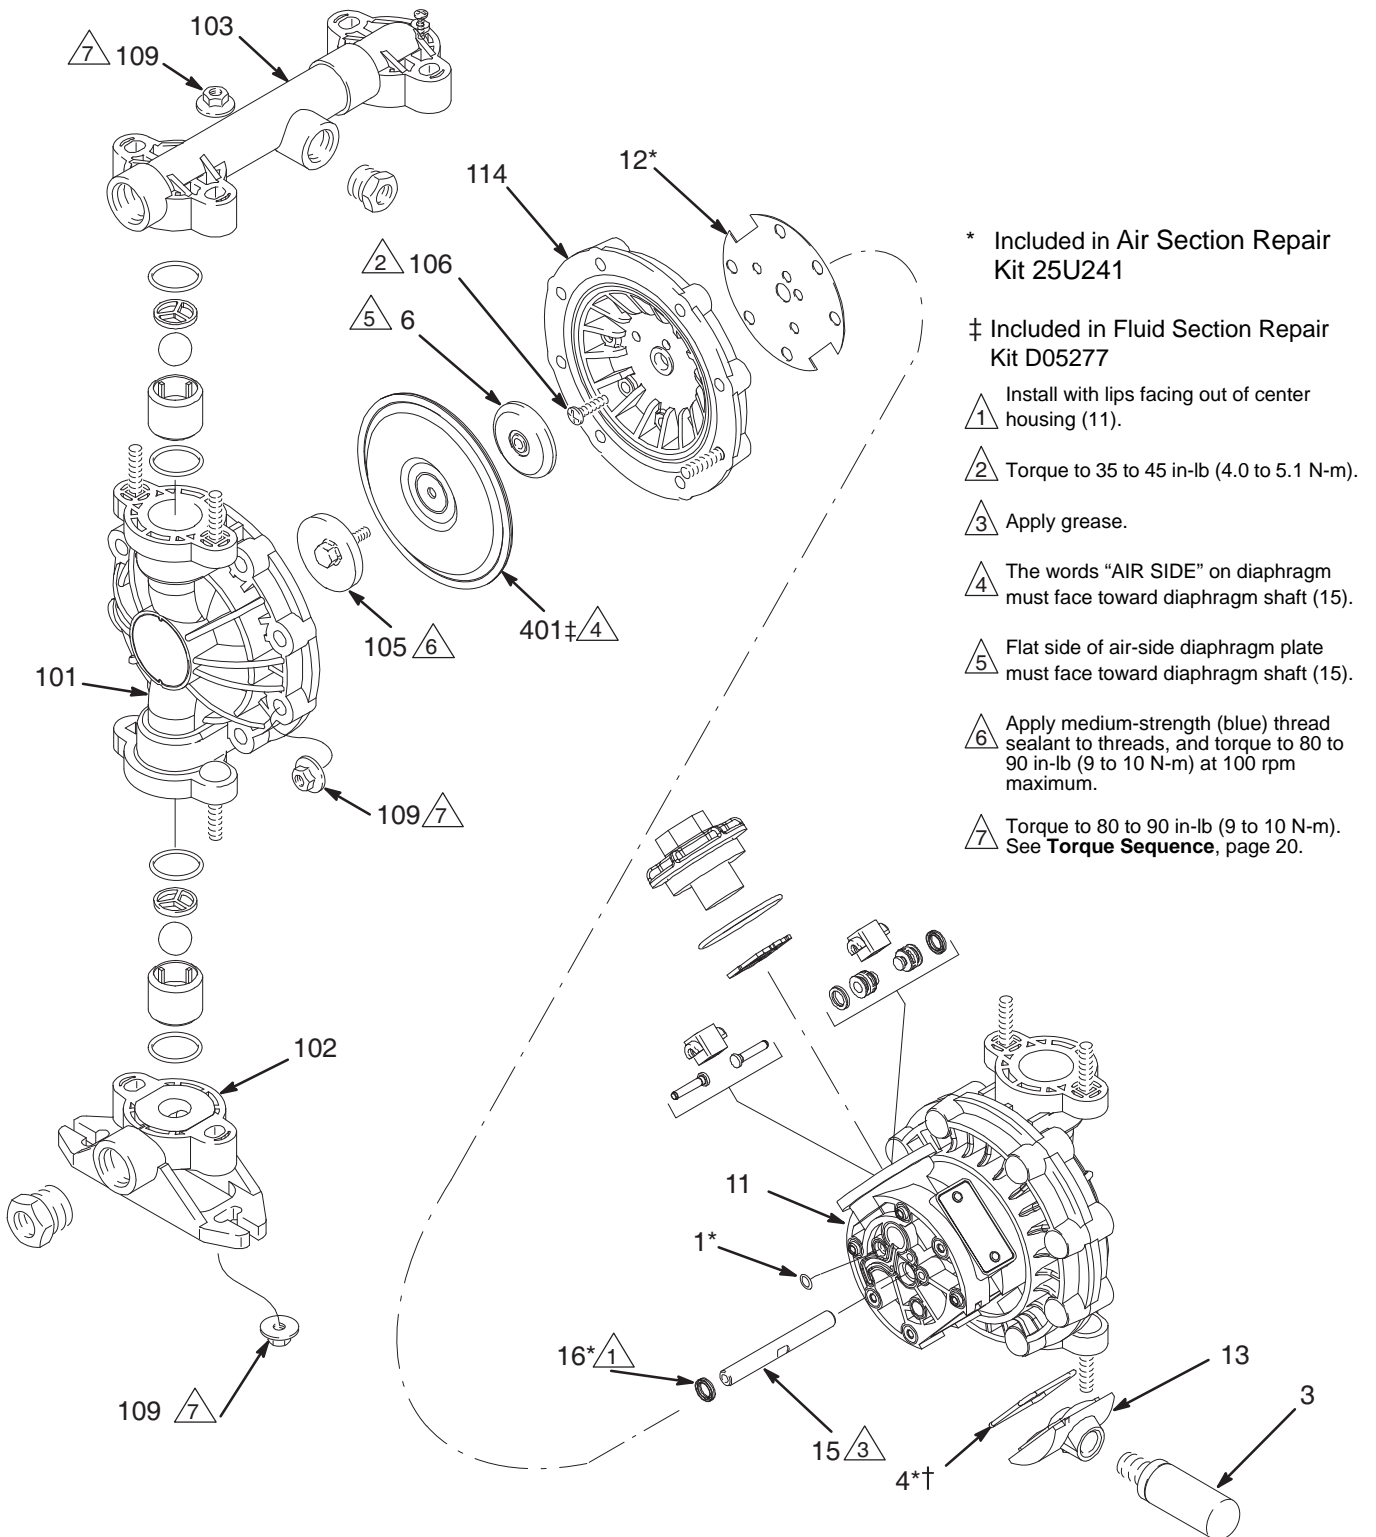 103
7 109
12*
114
2 106
5 6
* Included in Air Section Repair
Kit 25U241
‡ Included in Fluid Section Repair
Kit D05277
1 Install with lips facing out of center
housing (11).
2 Torque to 35 to 45 in-lb (4.0 to 5.1 N-m).
3 Apply grease.
4 The words “AIR SIDE” on diaphragm
must face toward diaphragm shaft (15).
5 Flat side of air-side diaphragm plate
must face toward diaphragm shaft (15).
6 Apply medium-strength (blue) thread
sealant to threads, and torque to 80 to
90 in-lb (9 to 10 N-m) at 100 rpm
maximum.
7 Torque to 80 to 90 in-lb (9 to 10 N-m).
See Torque Sequence, page 20.
401‡ 4
105 6
101
109 7
102
11
1*
16* 1
15 3
13
3
4*†
109 7